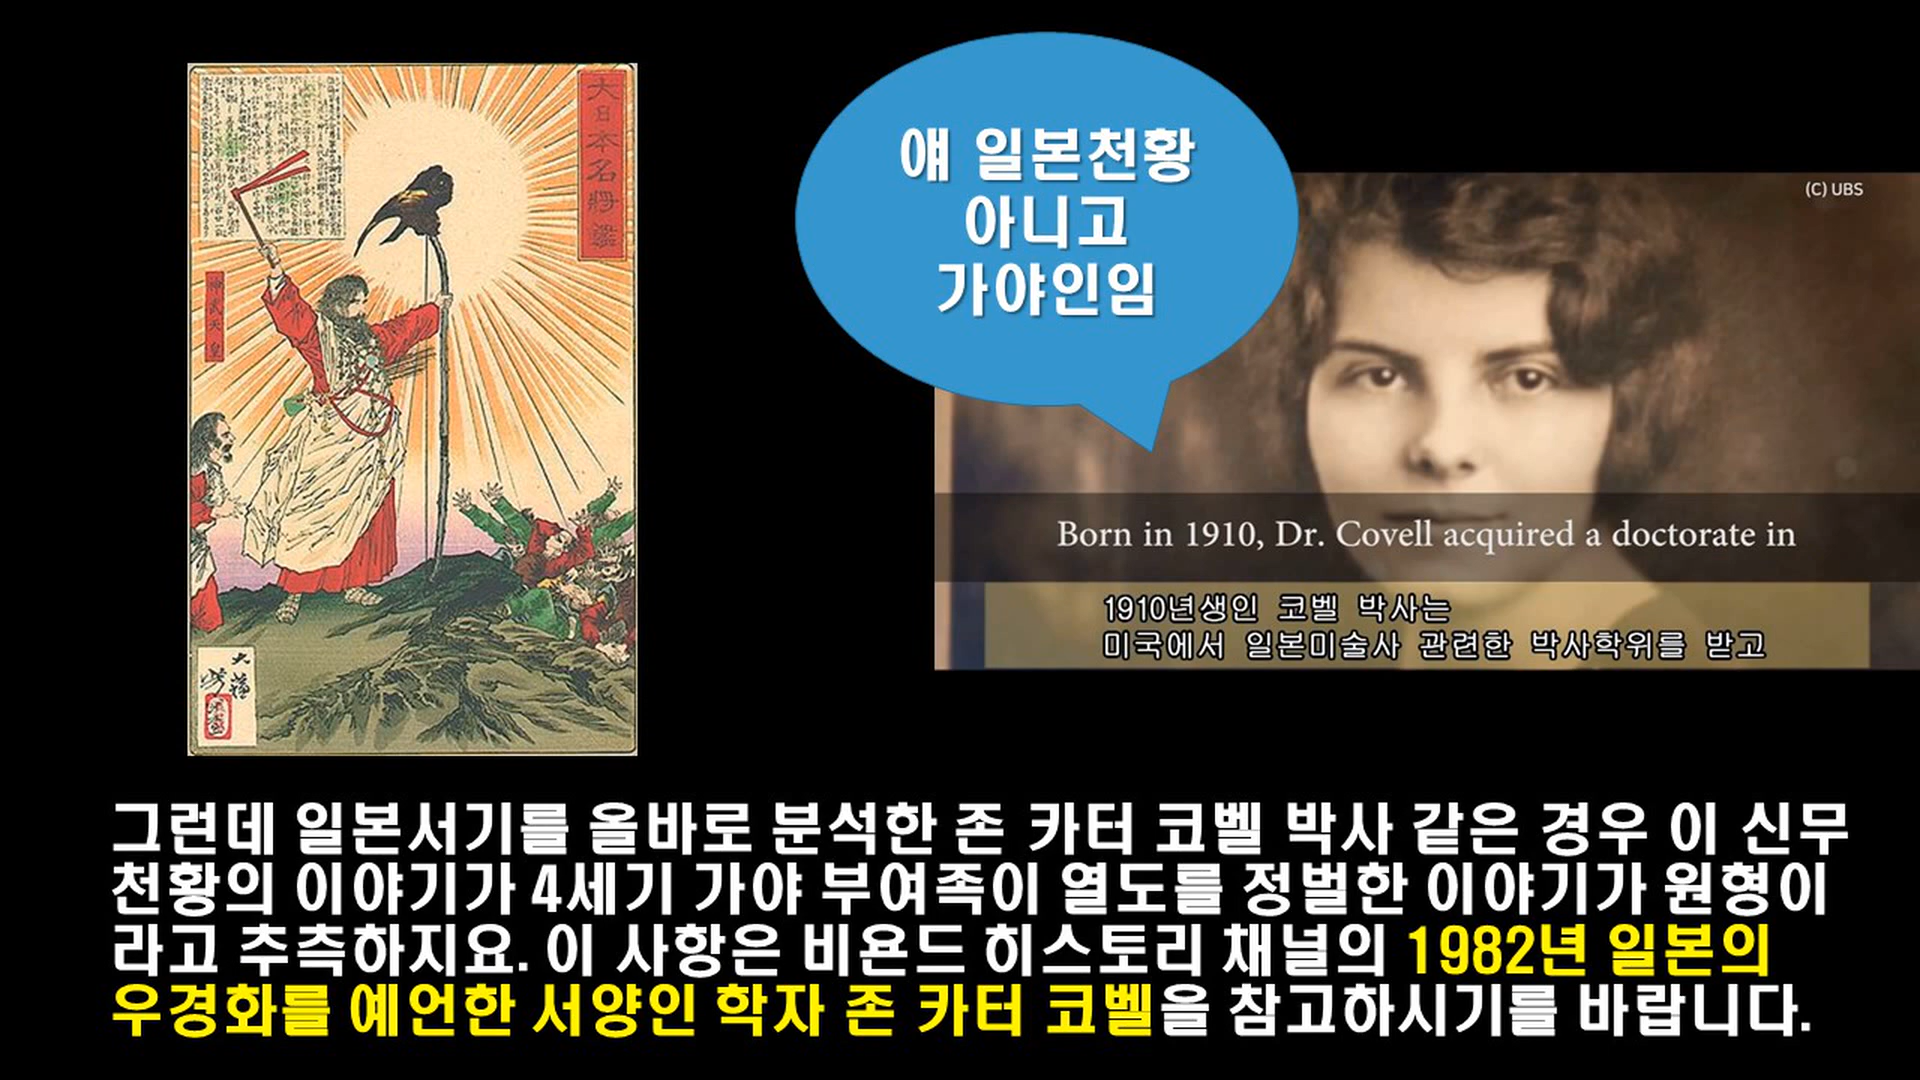 大日本名将鑑
神武天皇
얘 일본천황
아니고
가야인임
(C) UBS
Born in 1910, Dr. Covell acquired a doctorate in
1910년생인 코벨 박사는
미국에서 일본미술사 관련한 박사학위를 받고
그런데 일본서기를 올바로 분석한 존 카터 코벨 박사 같은 경우 이 신무
천황의 이야기가 4세기 가야 부여족이 열도를 정벌한 이야기가 원형이
라고 추측하지요. 이 사항은 비욘드 히스토리 채널의 1982년 일본의
우경화를 예언한 서양인 학자 존 카터 코벨을 참고하시기를 바랍니다.